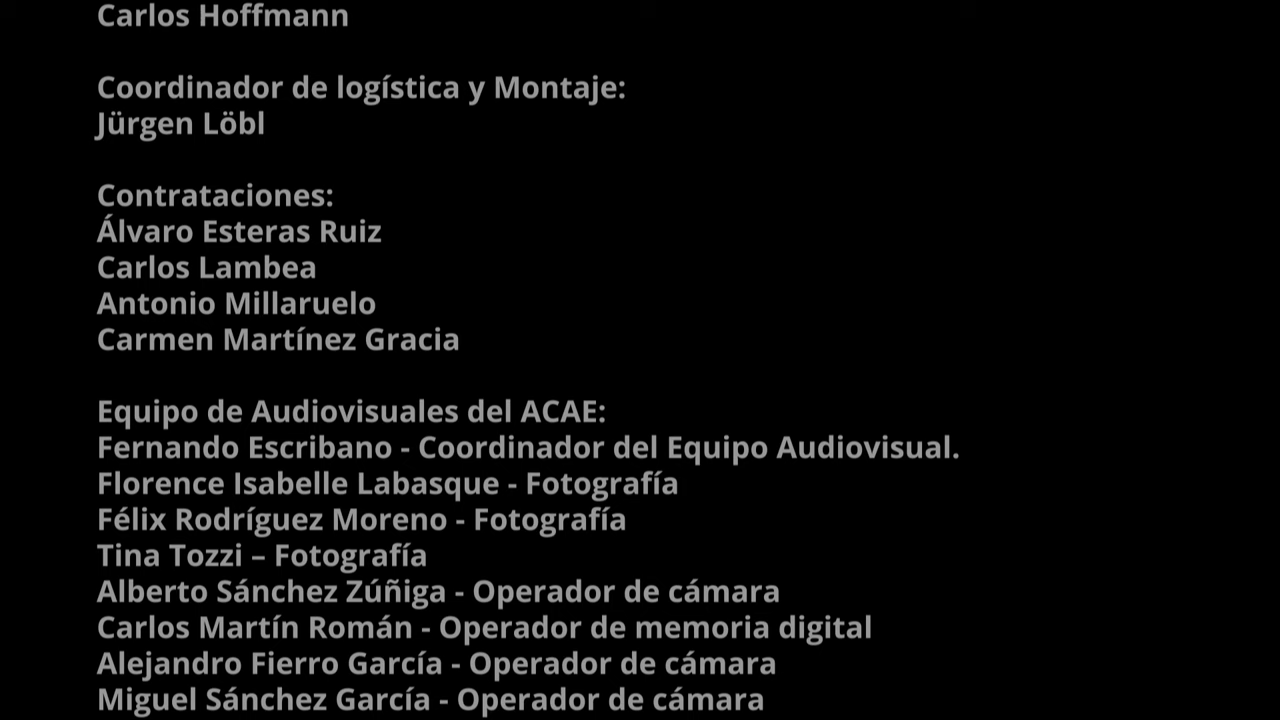 Carlos Hoffmann
Coordinador de logística y Montaje:
Jürgen Löbl
Contrataciones:
Álvaro Esteras Ruiz
Carlos Lambea
Antonio Millaruelo
Carmen Martínez Gracia
Equipo de Audiovisuales del ACAE:
Fernando Escribano - Coordinador del Equipo Audiovisual.
Florence Isabelle Labasque - Fotografía
Félix Rodríguez Moreno - Fotografía
Tina Tozzi – Fotografía
Alberto Sánchez Zúñiga - Operador de cámara
Carlos Martín Román - Operador de memoria digital
Alejandro Fierro García - Operador de cámara
Miguel Sánchez García - Operador de cámara